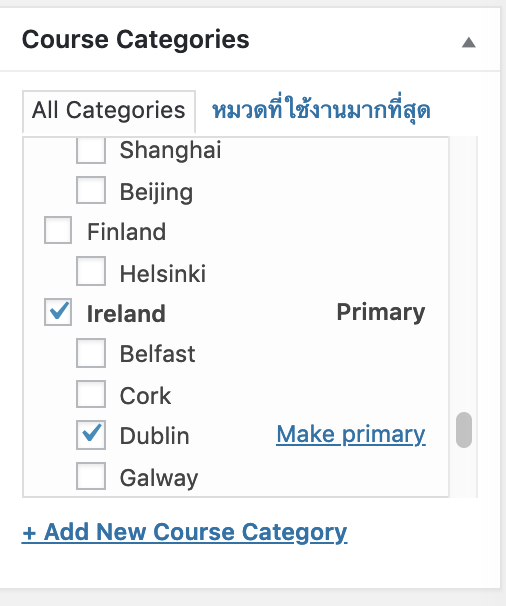 Course Categories
All Categories หมวดที่ใช้งานมากที่สุด
Shanghai
Beijing
Finland
Helsinki
Ireland Primary
Belfast
Cork
Dublin Make primary
Galway
+ Add New Course Category